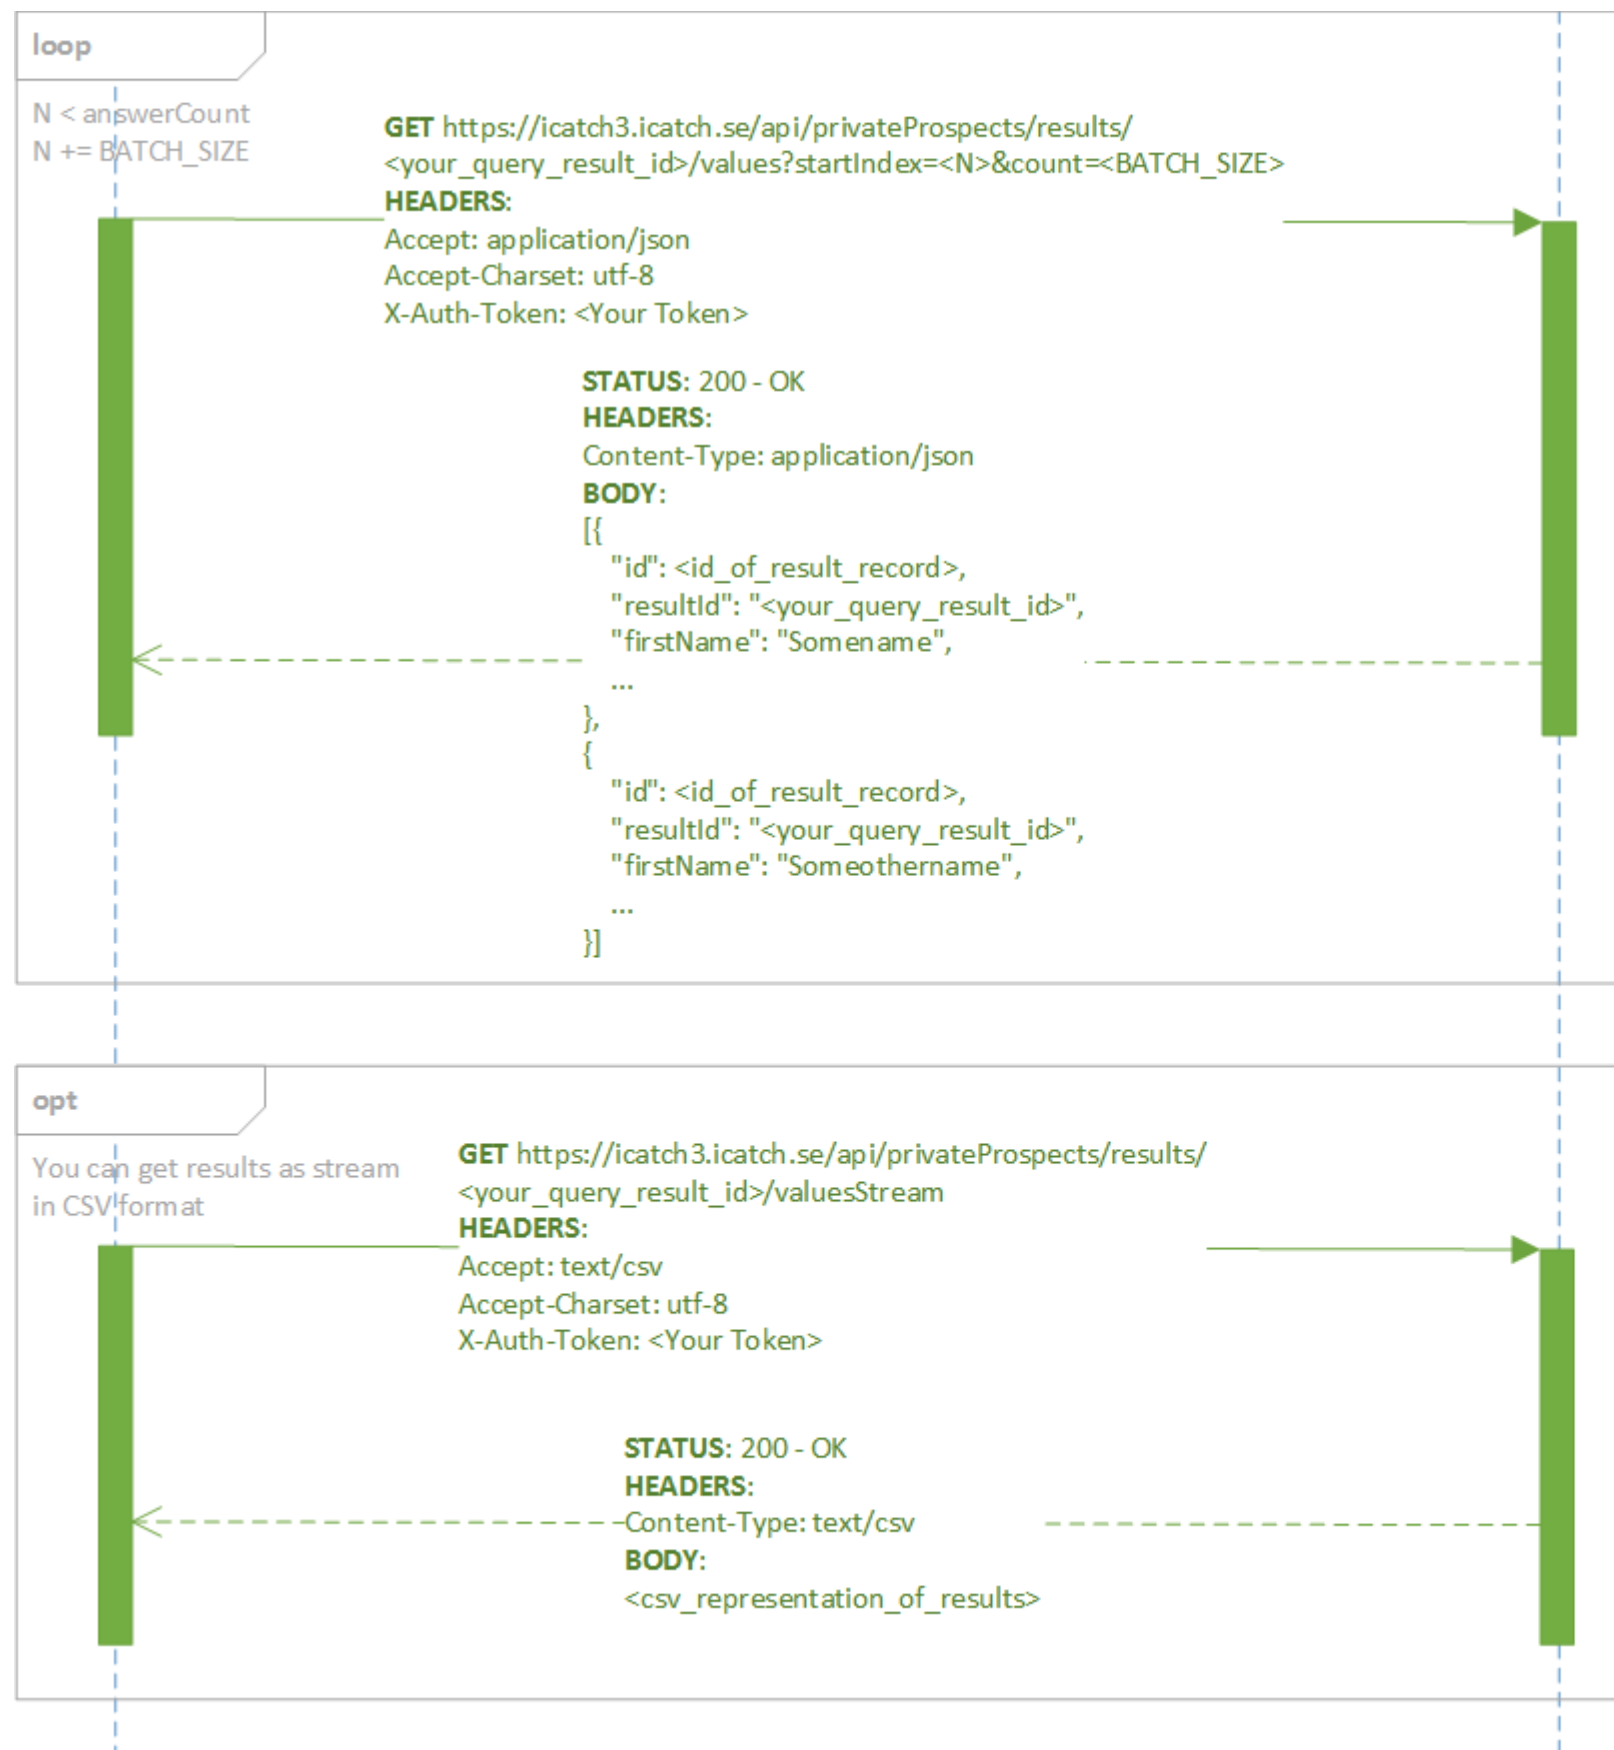 loop
N < answerCount
N += BATCH_SIZE
GET https://icatch3.icatch.se/api/privateProspects/results/
<your_query_result_id>/values?startIndex=<N>&count=<BATCH_SIZE>
HEADERS:
Accept: application/json
Accept-Charset: utf-8
X-Auth-Token: <Your Token>
STATUS: 200 - OK
HEADERS:
Content-Type: application/json
BODY:
[{
"id": <id_of_result_record>,
"resultId": "<your_query_result_id>",
"firstName": "Somename",
...
},
{
"id": <id_of_result_record>,
"resultId": "<your_query_result_id>",
"firstName": "Someothername",
...
}]
opt
You can get results as stream
in CSV format
GET https://icatch3.icatch.se/api/privateProspects/results/
<your_query_result_id>/valuesStream
HEADERS:
Accept: text/csv
Accept-Charset: utf-8
X-Auth-Token: <Your Token>
STATUS: 200 - OK
HEADERS:
Content-Type: text/csv
BODY:
<csv_representation_of_results>